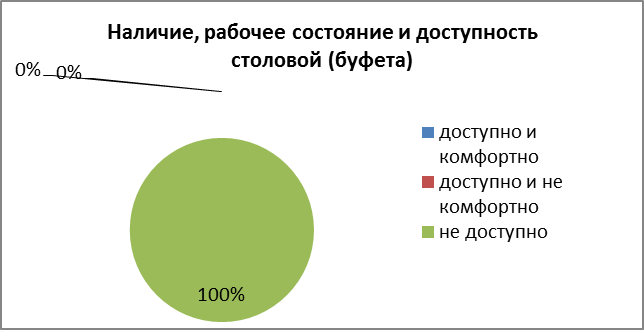 Наличие, рабочее состояние и доступность
столовой (буфета)
0%
0%
доступно и
комфортно
доступно и не
комфортно
не доступно
100%